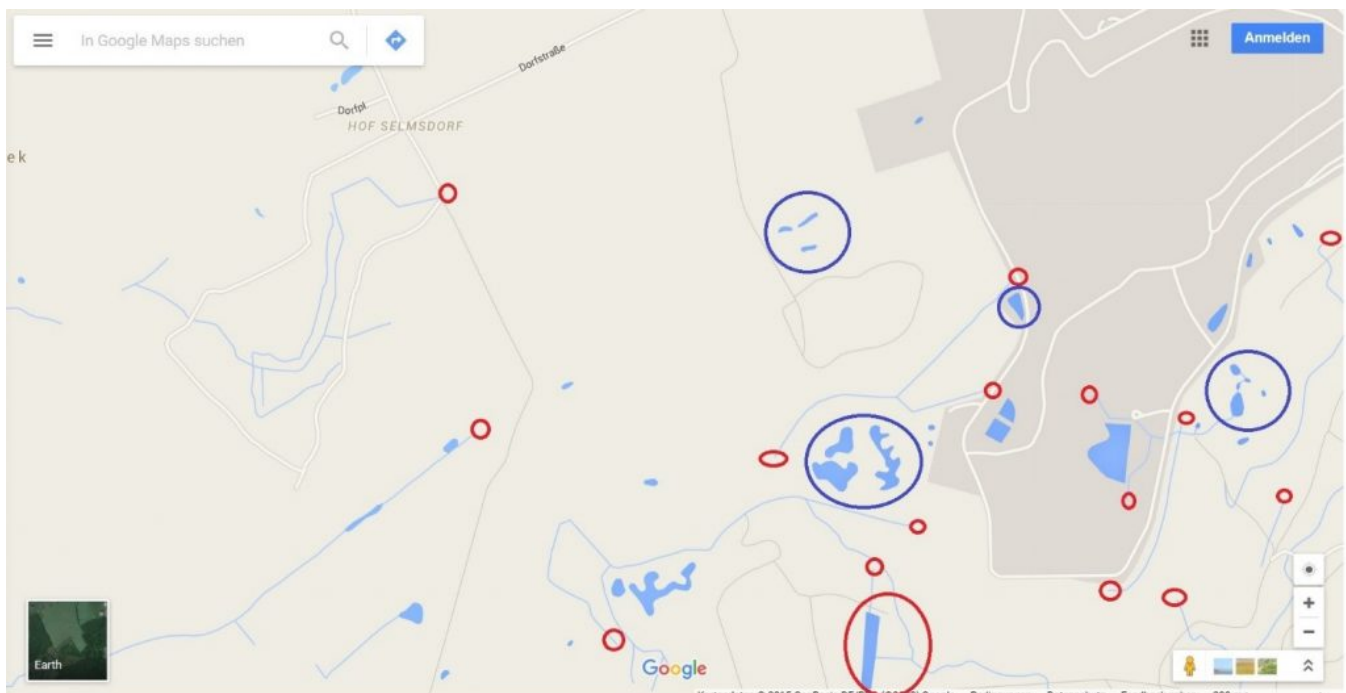 In Google Maps suchen
Anmelden
Dorfstraße
Dorfpl
HOF SELMSDORF
ek
Earth
Google